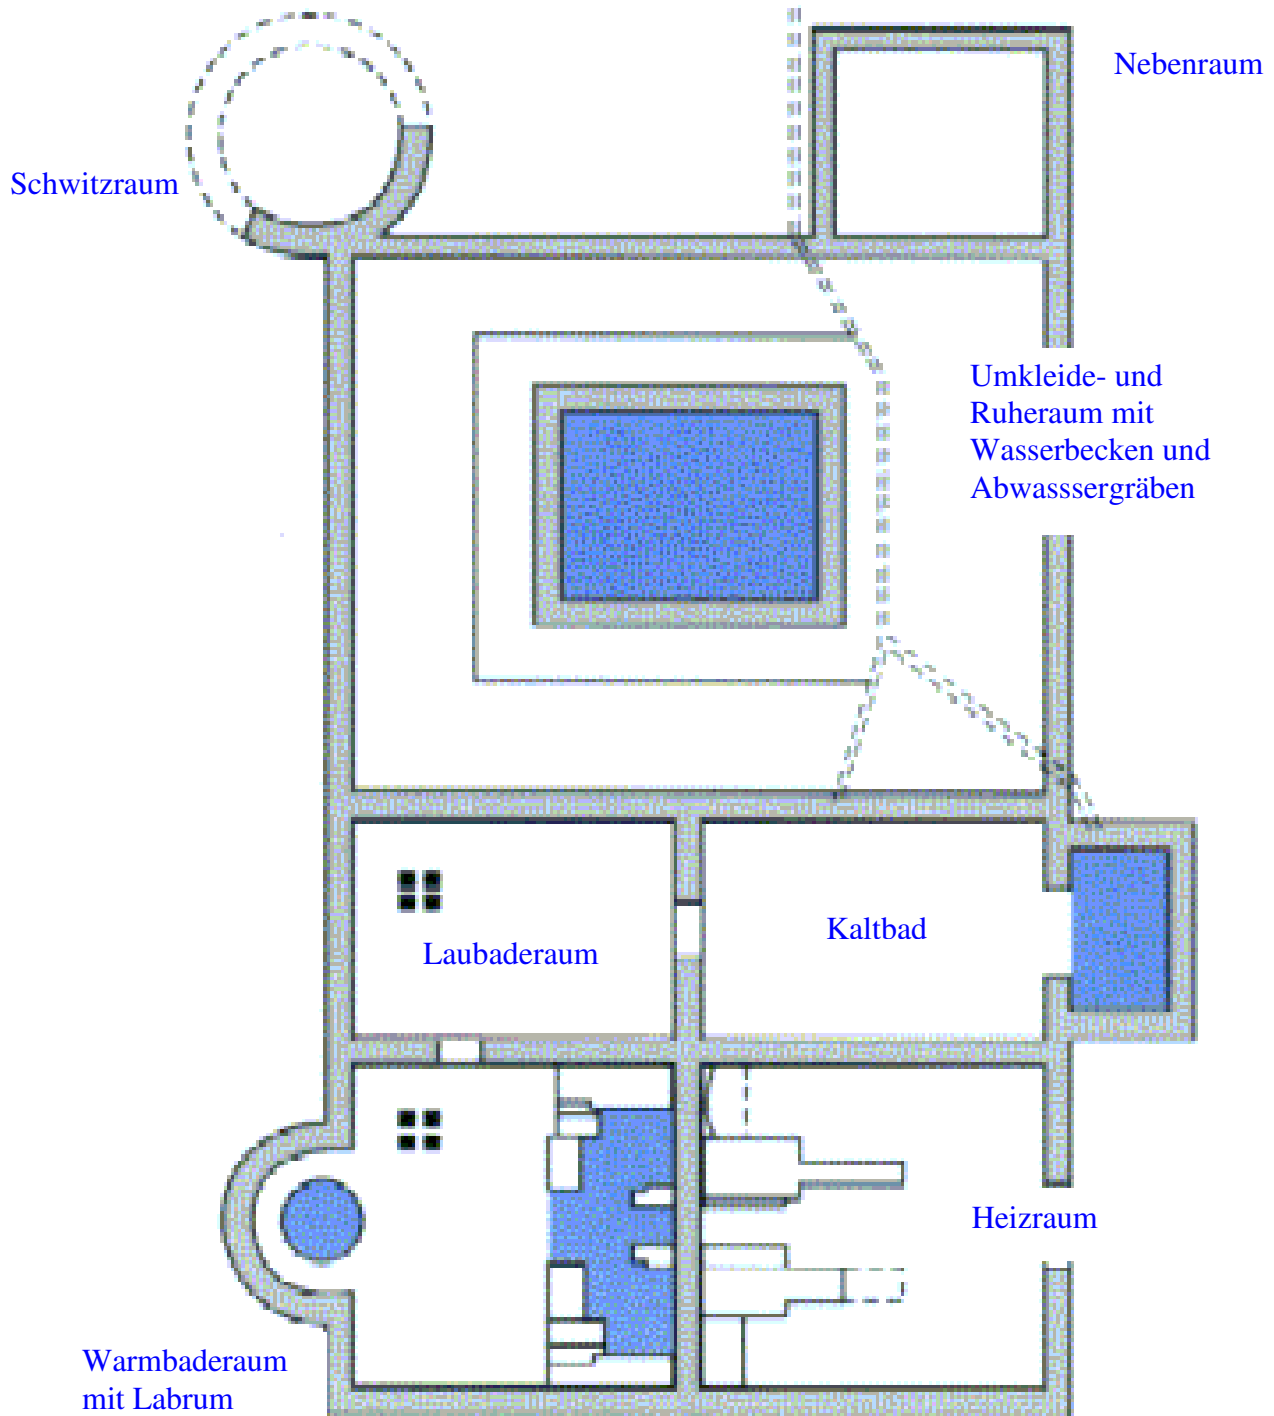 Nebenraum
Schwitzraum
Umkleide- und
Ruheraum mit
Wasserbecken und
Abwasssergräben
Kaltbad
Laubaderaum
Heizraum
Warmbaderaum
mit Labrum